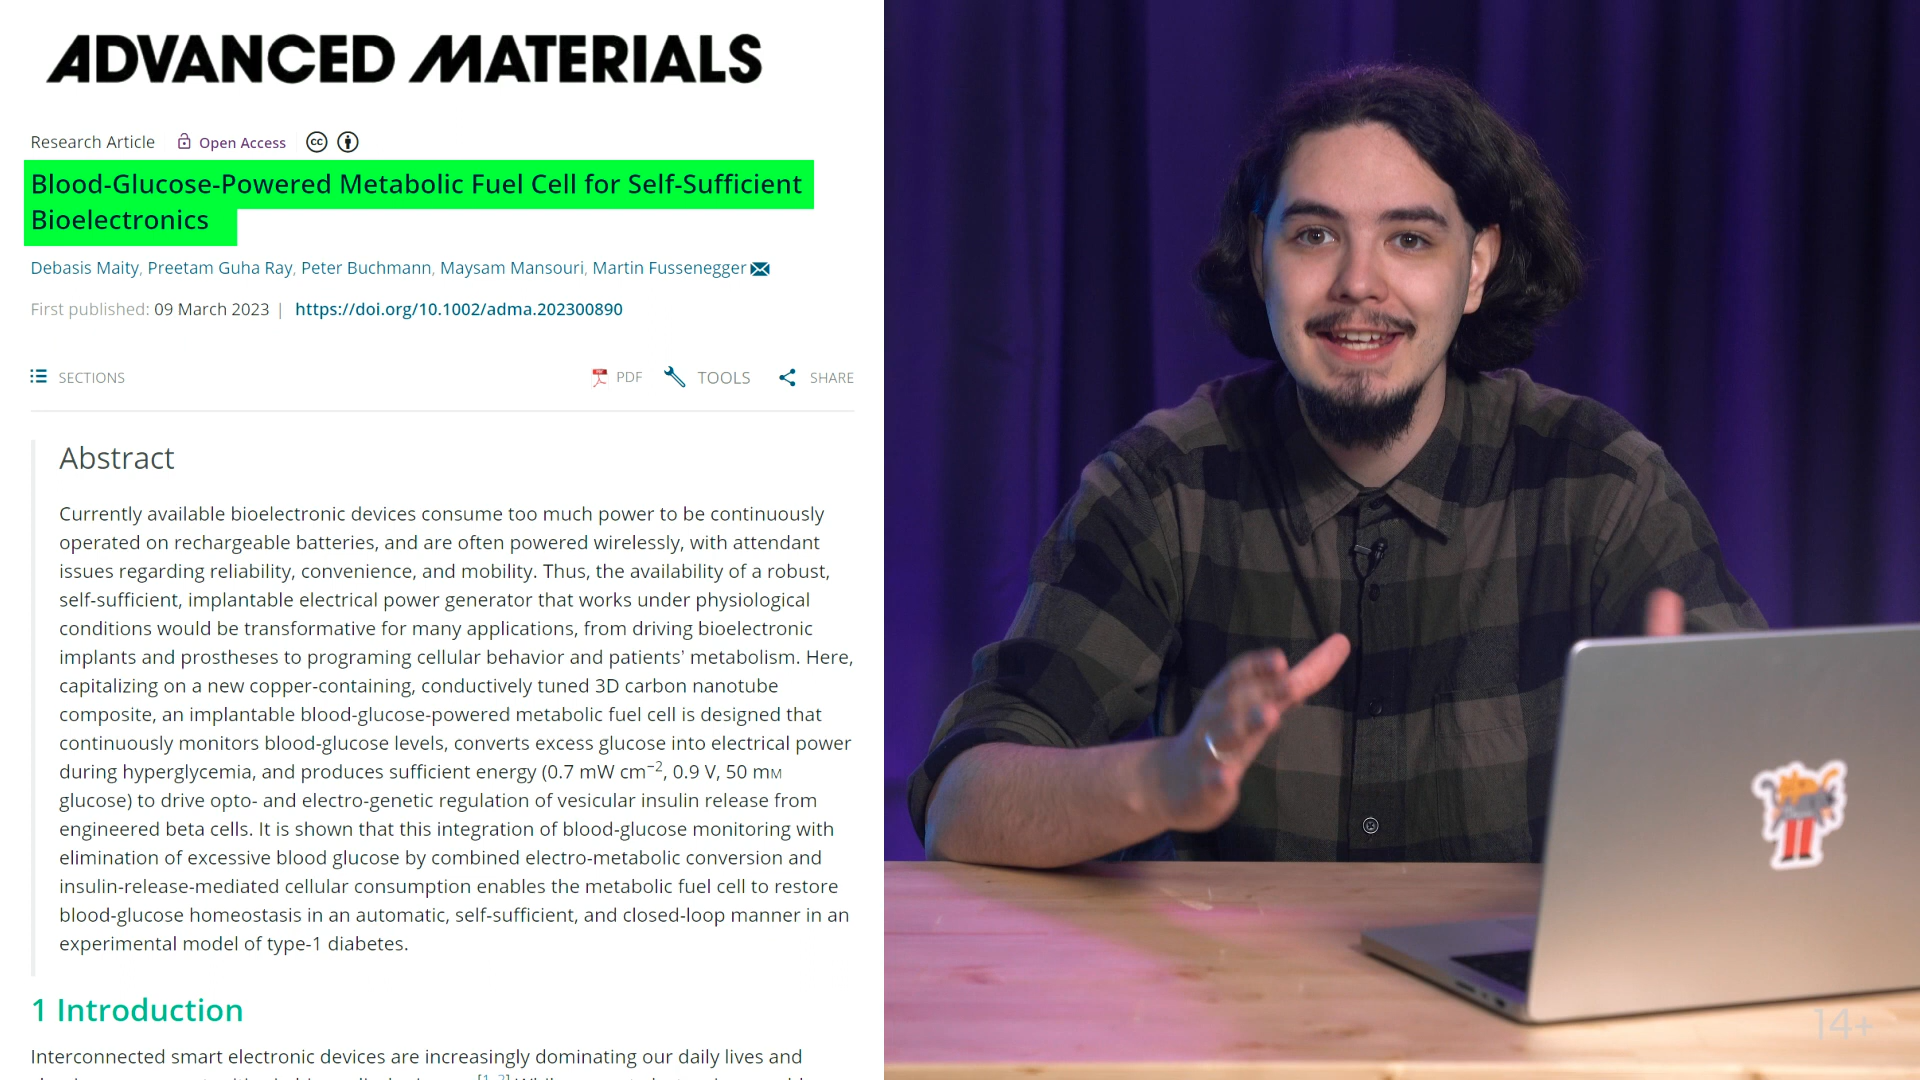 ADVANCED MATERIALS
Research Article Open Access cc
Blood-Glucose-Powered Metabolic Fuel Cell for Self-Sufficient
Bioelectronics
Debasis Maity, Preetam Guha Ray, Peter Buchmann, Maysam Mansouri, Martin Fussenegger
First published: 09 March 2023 | https://doi.org/10.1002/adma.202300890
SECTIONS PDF TOOLS SHARE
Abstract
Currently available bioelectronic devices consume too much power to be continuously
operated on rechargeable batteries, and are often powered wirelessly, with attendant
issues regarding reliability, convenience, and mobility. Thus, the availability of a robust,
self-sufficient, implantable electrical power generator that works under physiological
conditions would be transformative for many applications, from driving bioelectronic
implants and prostheses to programing cellular behavior and patients' metabolism. Here,
capitalizing on a new copper-containing, conductively tuned 3D carbon nanotube
composite, an implantable blood-glucose-powered metabolic fuel cell is designed that
continuously monitors blood-glucose levels, converts excess glucose into electrical power
during hyperglycemia, and produces sufficient energy (0.7 mW cm⁻², 0.9 V, 50 mM
glucose) to drive opto- and electro-genetic regulation of vesicular insulin release from
engineered beta cells. It is shown that this integration of blood-glucose monitoring with
elimination of excessive blood glucose by combined electro-metabolic conversion and
insulin-release-mediated cellular consumption enables the metabolic fuel cell to restore
blood-glucose homeostasis in an automatic, self-sufficient, and closed-loop manner in an
experimental model of type-1 diabetes.
1 Introduction
Interconnected smart electronic devices are increasingly dominating our daily lives and
14+